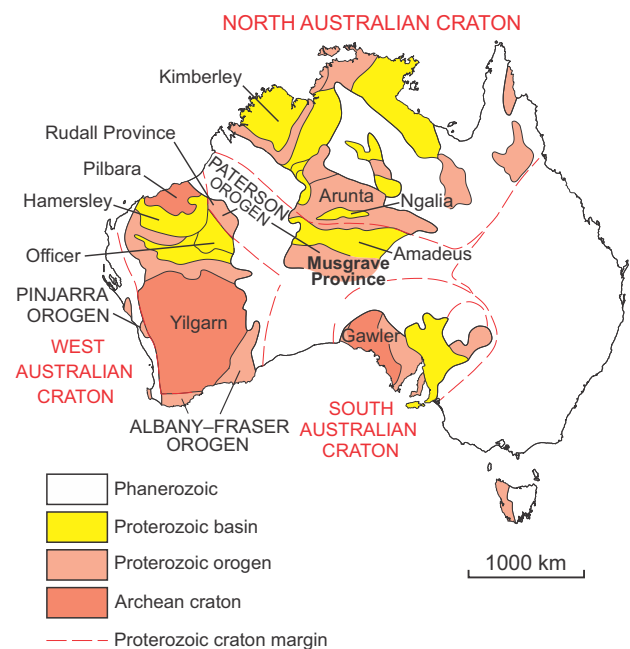 NORTH AUSTRALIAN CRATON
Kimberley
Rudall Province
Pilbara
Hamersley
Officer
PINJARRA
OROGEN
WEST
AUSTRALIAN
CRATON
PATERSON
OROGEN
Arunta
Ngalia
Amadeus
Musgrave
Province
Yilgarn
Gawler
ALBANY–FRASER
OROGEN
SOUTH
AUSTRALIAN
CRATON
Phanerozoic
Proterozoic basin
Proterozoic orogen
Archean craton
Proterozoic craton margin
1000 km